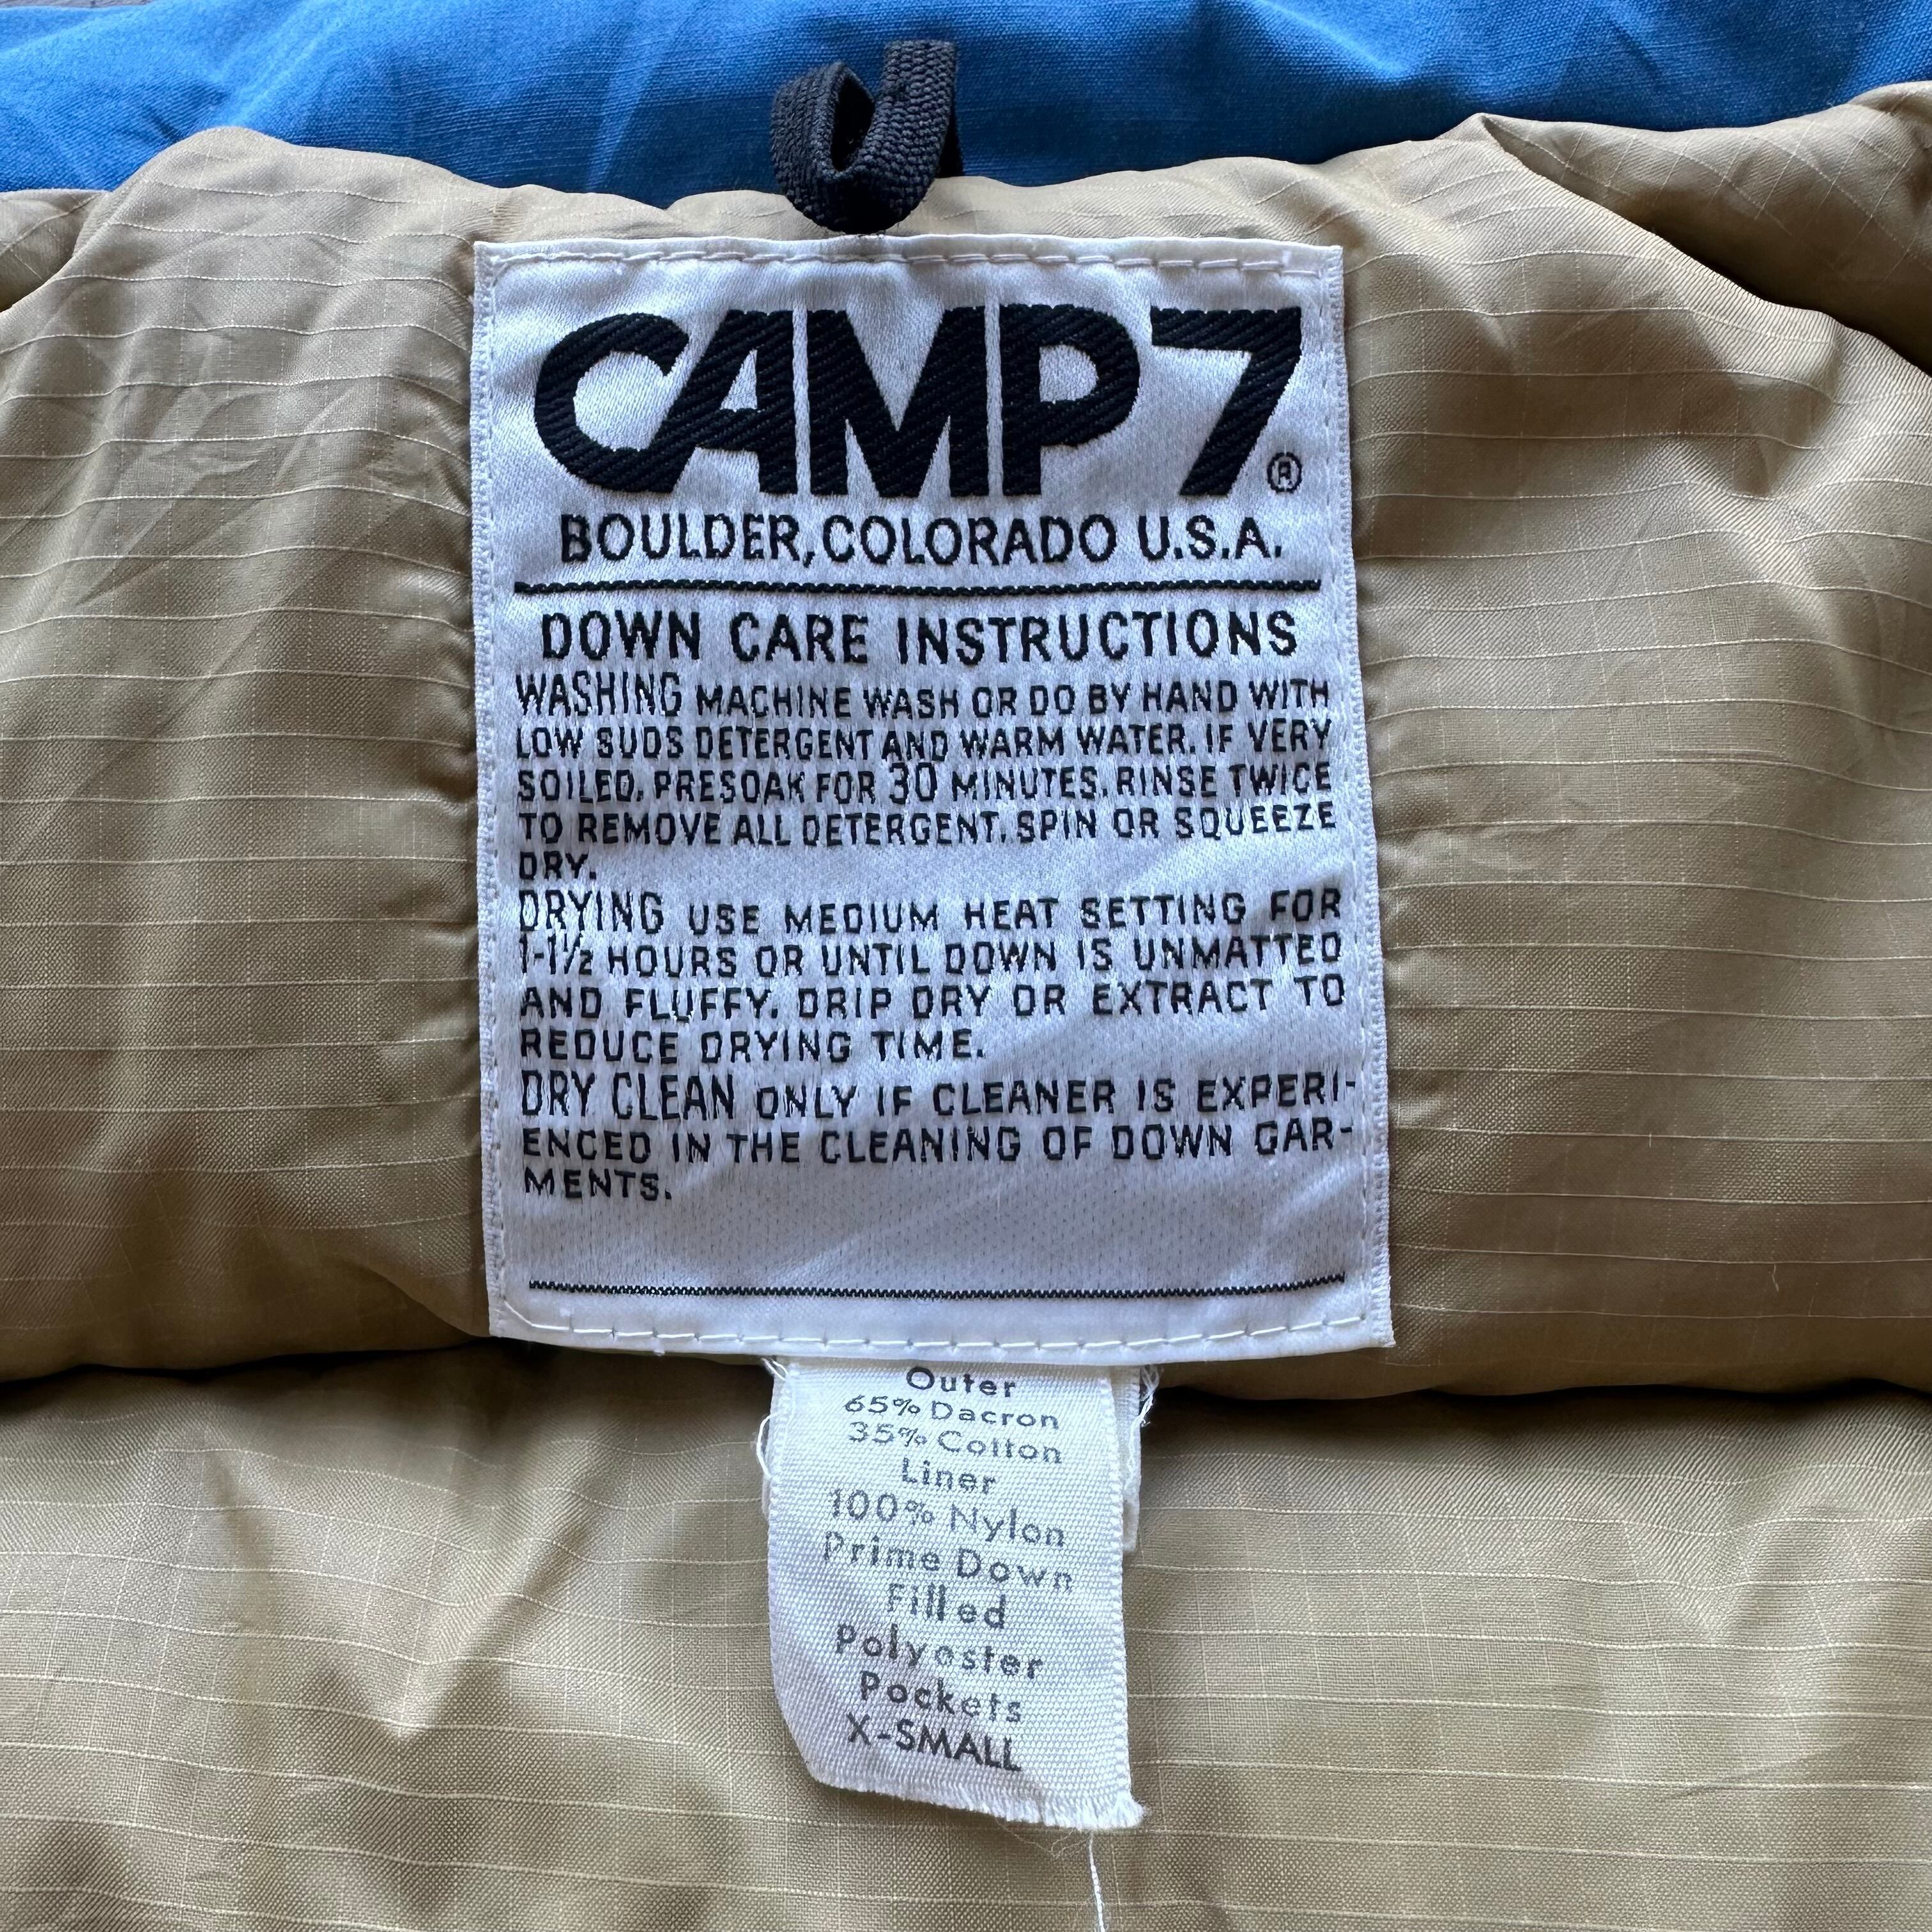 CAMP 7®
BOULDER, COLORADO U.S.A.
DOWN CARE INSTRUCTIONS
WASHING MACHINE WASH OR DO BY HAND WITH
LOW SUDS DETERGENT AND WARM WATER. IF VERY
SOILED, PRESOAK FOR 30 MINUTES. RINSE TWICE
TO REMOVE ALL DETERGENT. SPIN OR SQUEEZE
DRY.
DRYING USE MEDIUM HEAT SETTING FOR
1-1½ HOURS OR UNTIL DOWN IS UNMATTED
AND FLUFFY. DRIP DRY OR EXTRACT TO
REDUCE DRYING TIME.
DRY CLEAN ONLY IF CLEANER IS EXPERI-
ENCED IN THE CLEANING OF DOWN GAR-
MENTS.
Outer
65% Dacron
35% Cotton
Liner
100% Nylon
Prime Down
Filled
Polyester
Pockets
X-SMALL